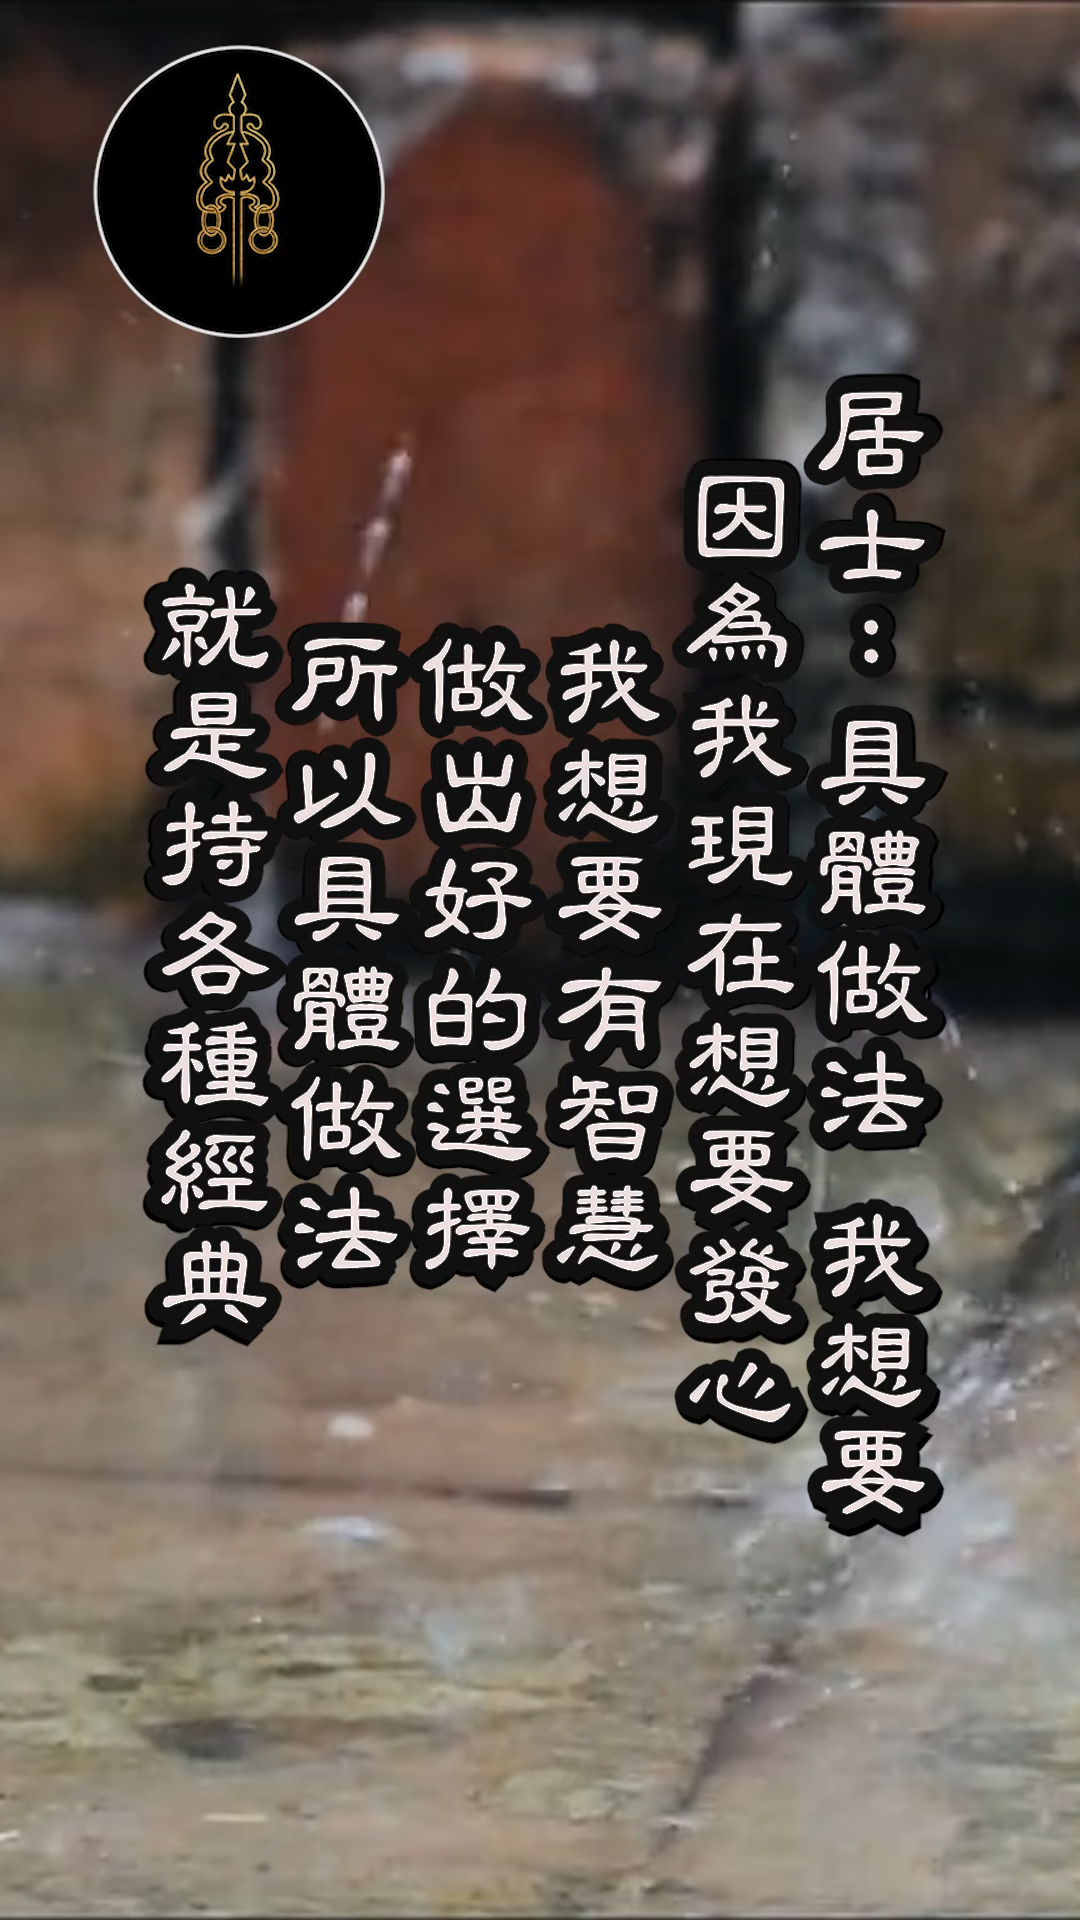 居士：具體做法 我想要
因為我現在想要發心
我想要有智慧
做出好的選擇
所以具體做法
就是持各種經典